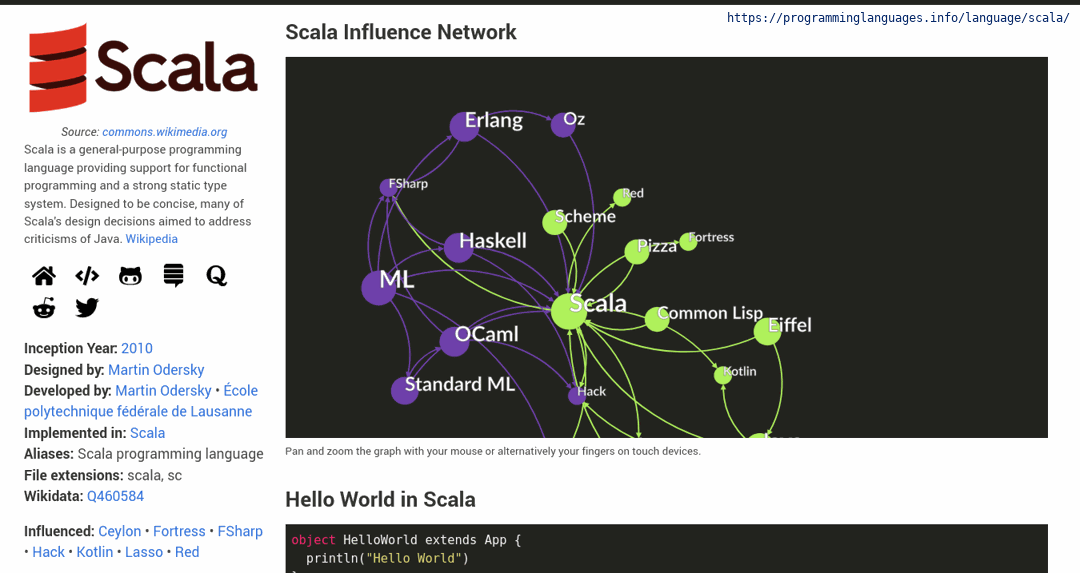 https://programminglanguages.info/language/scala/
Scala
Source: commons.wikimedia.org
Scala is a general-purpose programming
language providing support for functional
programming and a strong static type
system. Designed to be concise, many of
Scala's design decisions aimed to address
criticisms of Java. Wikipedia
Inception Year: 2010
Designed by: Martin Odersky
Developed by: Martin Odersky • École
polytechnique fédérale de Lausanne
Implemented in: Scala
Aliases: Scala programming language
File extensions: scala, sc
Wikidata: Q460584
Influenced: Ceylon • Fortress • FSharp
• Hack • Kotlin • Lasso • Red
Scala Influence Network
Erlang
Oz
FSharp
Red
Scheme
Haskell
Pizza
Fortress
ML
Scala
Common Lisp
Eiffel
OCaml
Kotlin
Standard ML
Hack
Pan and zoom the graph with your mouse or alternatively your fingers on touch devices.
Hello World in Scala
object HelloWorld extends App {
println("Hello World")